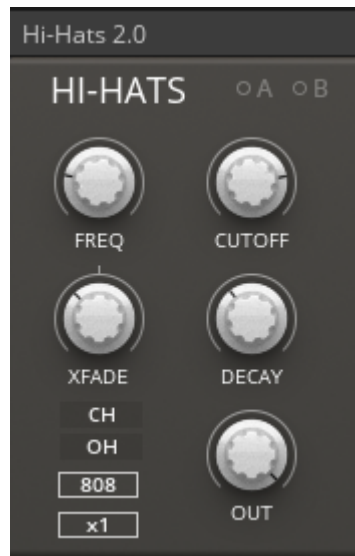 Hi-Hats 2.0
HI-HATS A B
FREQ CUTOFF
XFADE DECAY
CH
OH
808
x1
OUT